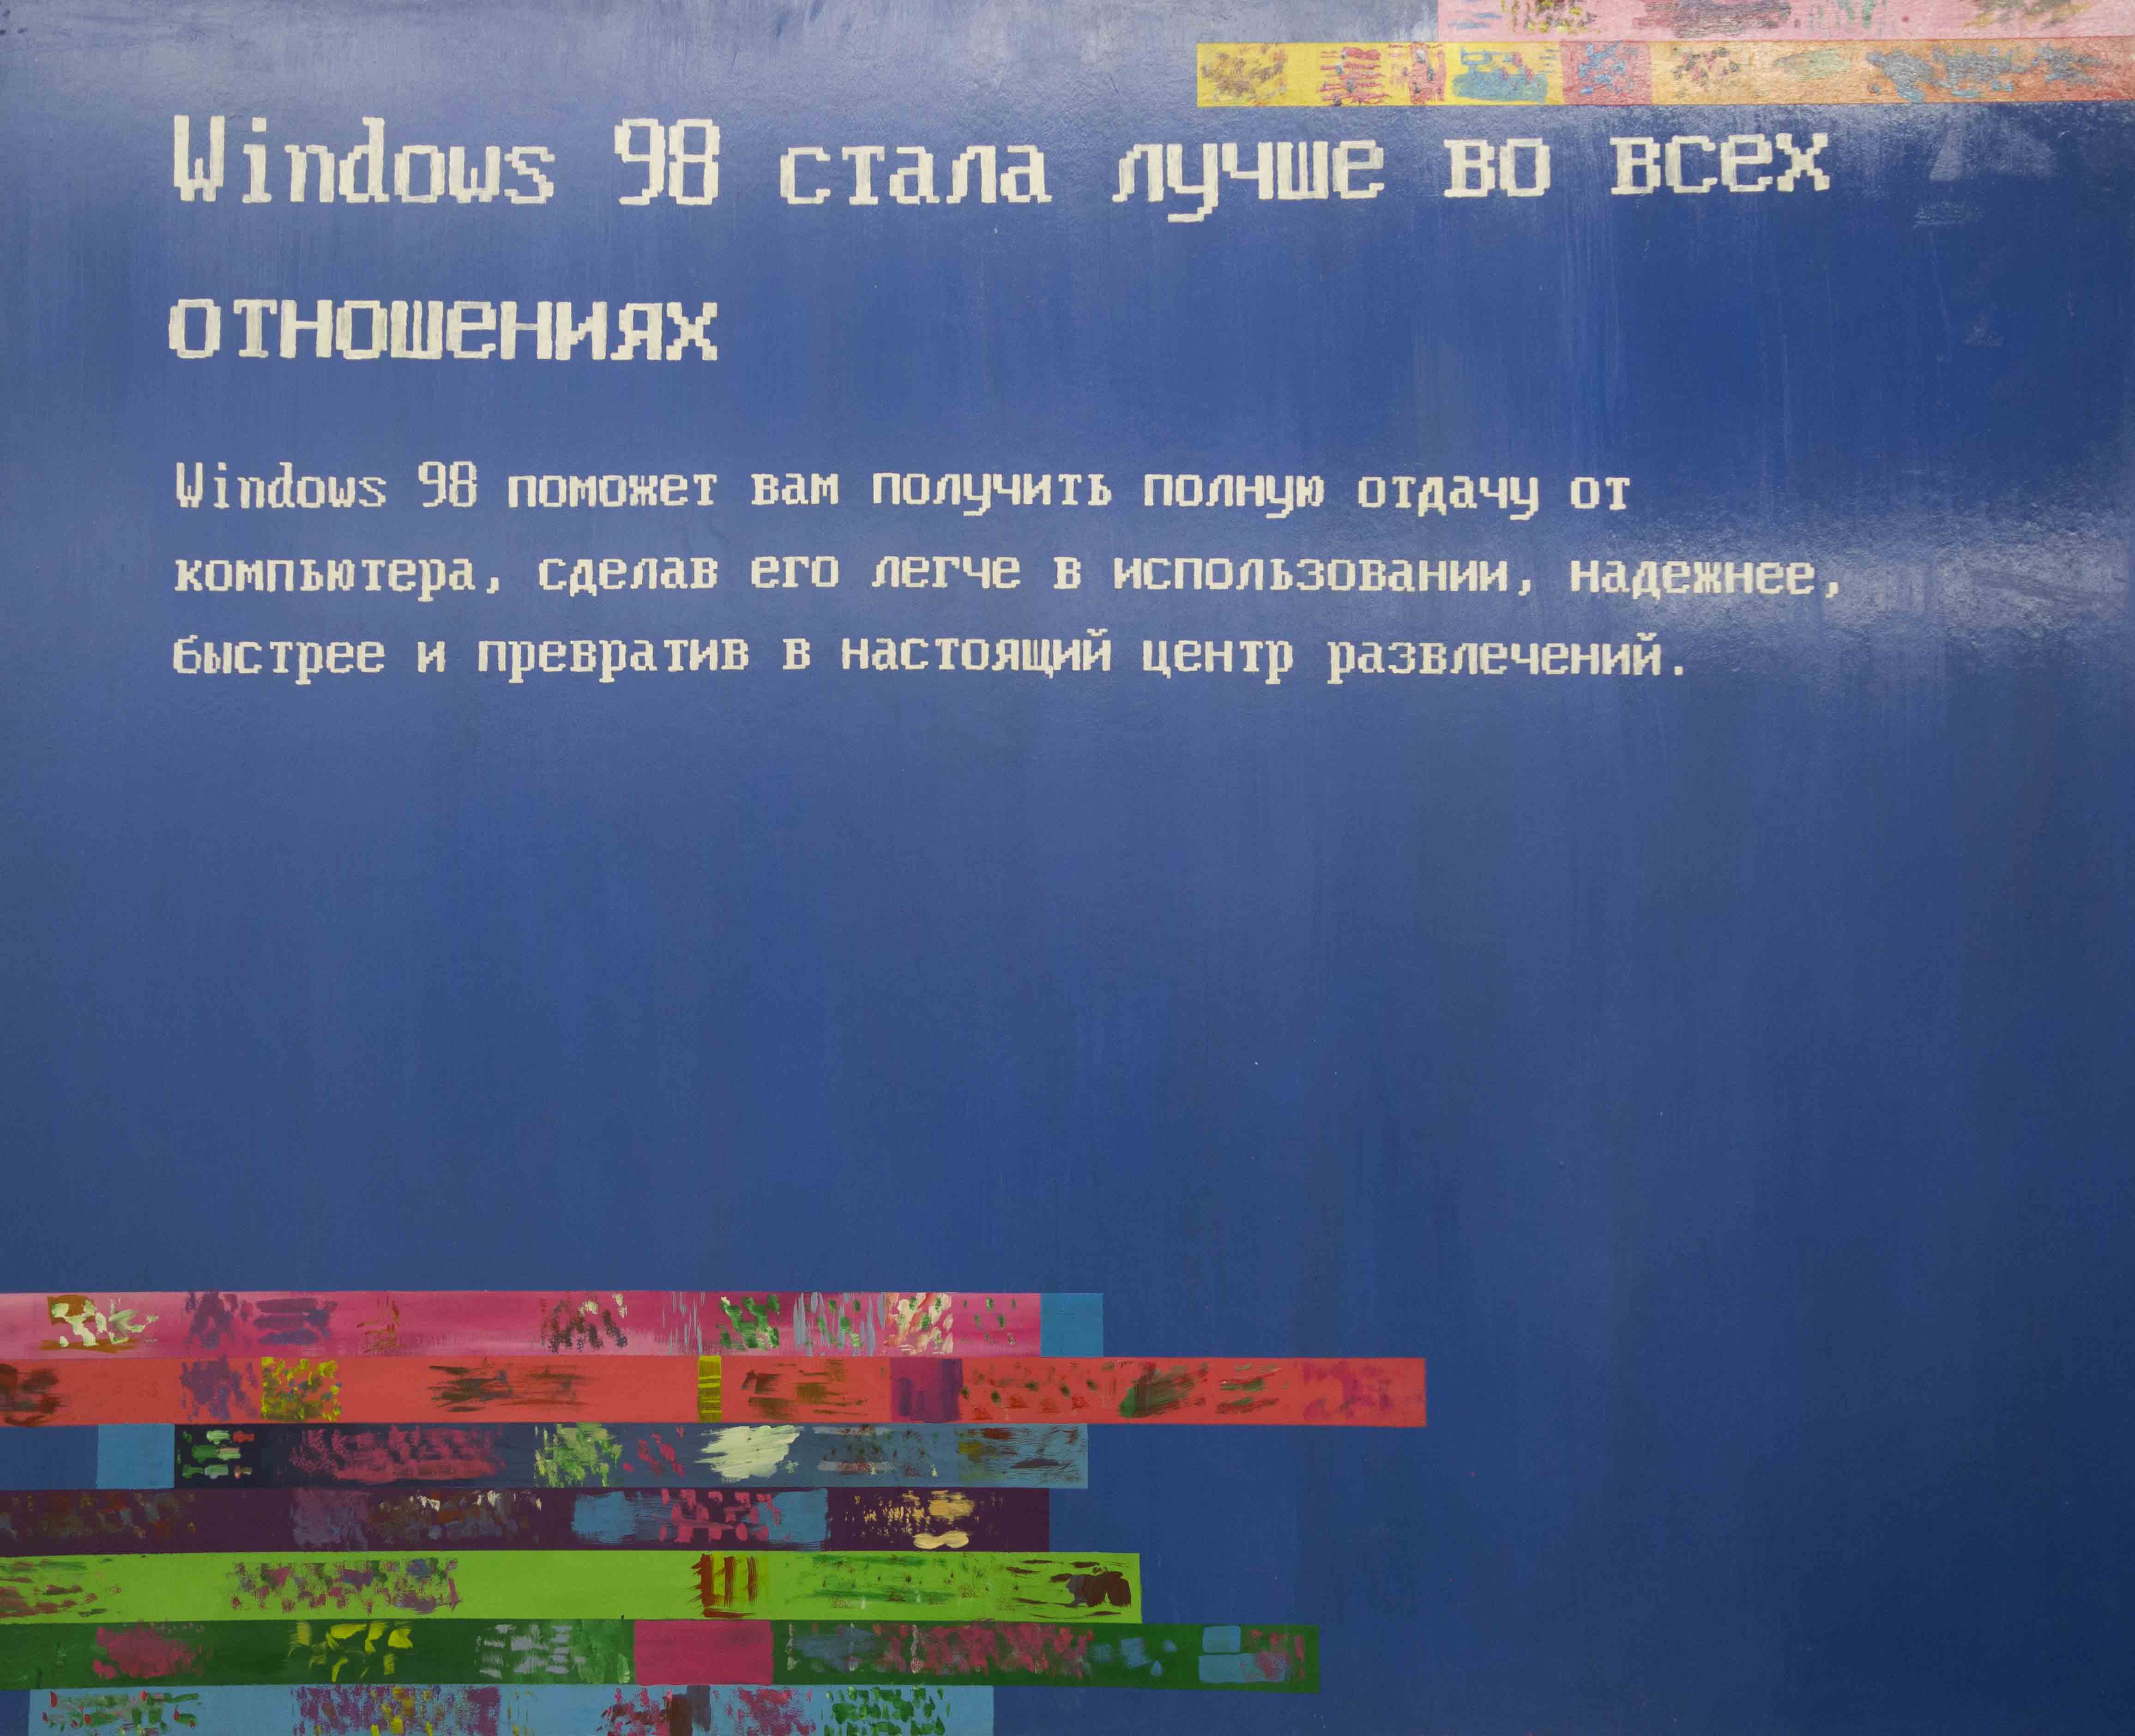 Windows 98 стала лучше во всех
отношениях
Windows 98 поможет вам получить полную отдачу от
компьютера, сделав его легче в использовании, надежнее,
быстрее и превратив в настоящий центр развлечений.